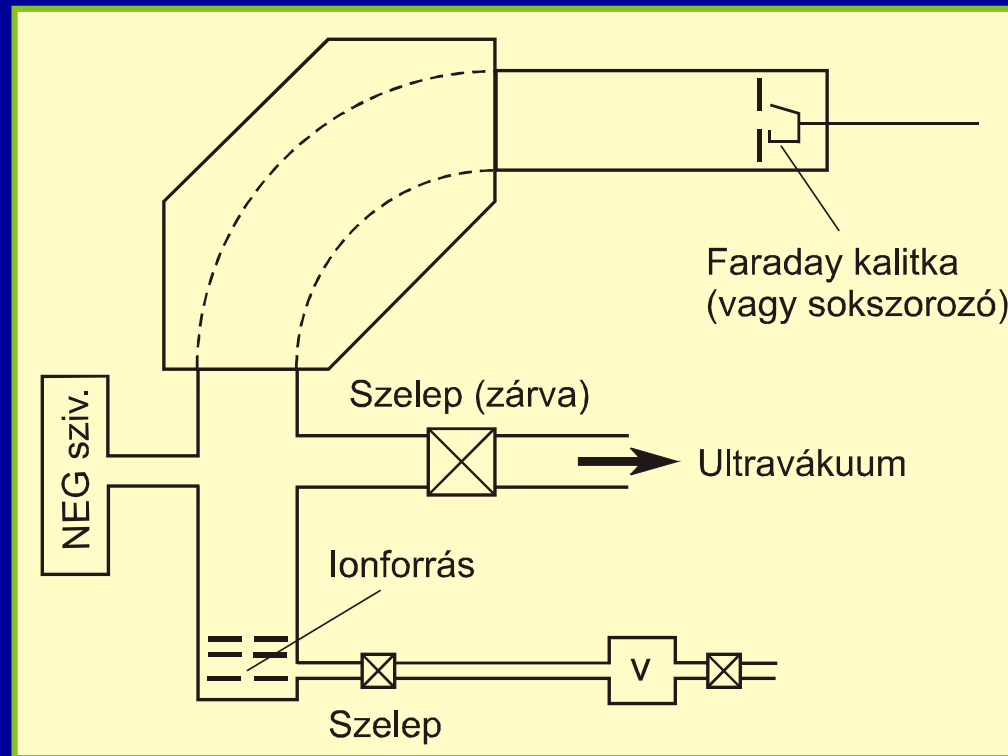 Faraday kalitka
(vagy sokszorozó)
Szelep (zárva)
NEG sziv.
Ultravákuum
Ionforrás
V
Szelep